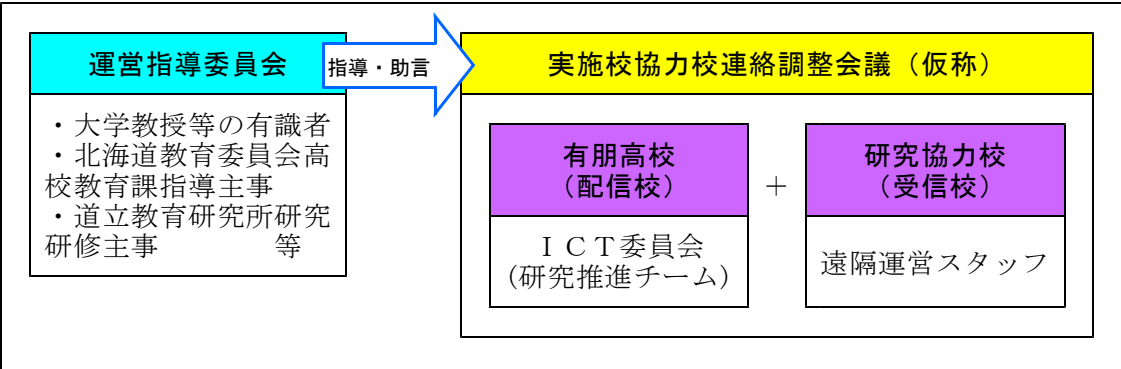 運営指導委員会
・大学教授等の有識者
・北海道教育委員会高
校教育課指導主事
・道立教育研究所研究
研修主事　　　　等
指導・助言
実施校協力校連絡調整会議（仮称）
有朋高校
（配信校）
ＩＣＴ委員会
（研究推進チーム）
＋
研究協力校
（受信校）
遠隔運営スタッフ